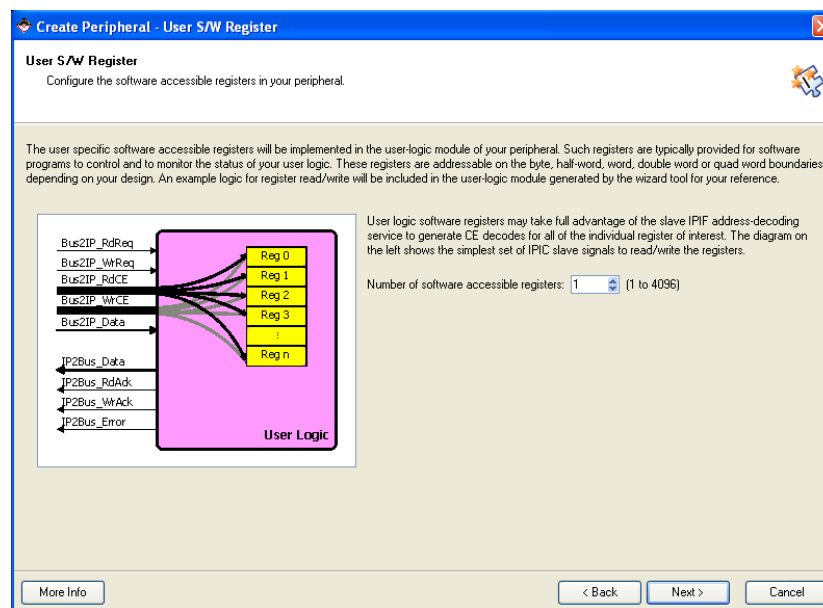 Create Peripheral - User S/W Register
User S/W Register
Configure the software accessible registers in your peripheral.
The user specific software accessible registers will be implemented in the user-logic module of your peripheral. Such registers are typically provided for software
programs to control and to monitor the status of your user logic. These registers are addressable on the byte, half-word, word, double word or quad word boundaries
depending on your design. An example logic for register read/write will be included in the user-logic module generated by the wizard tool for your reference.
Bus2IP_RdReq
Bus2IP_WrReq
Bus2IP_RdCE
Bus2IP_WrCE
Bus2IP_Data
IP2Bus_Data
IP2Bus_RdAck
IP2Bus_WrAck
IP2Bus_Error
Reg 0
Reg 1
Reg 2
Reg 3
⋮
Reg n
User Logic
User logic software registers may take full advantage of the slave IPIF address-decoding
service to generate CE decodes for all of the individual register of interest. The diagram on
the left shows the simplest set of IPIC slave signals to read/write the registers.
Number of software accessible registers: 1 (1 to 4096)
More Info
< Back
Next >
Cancel